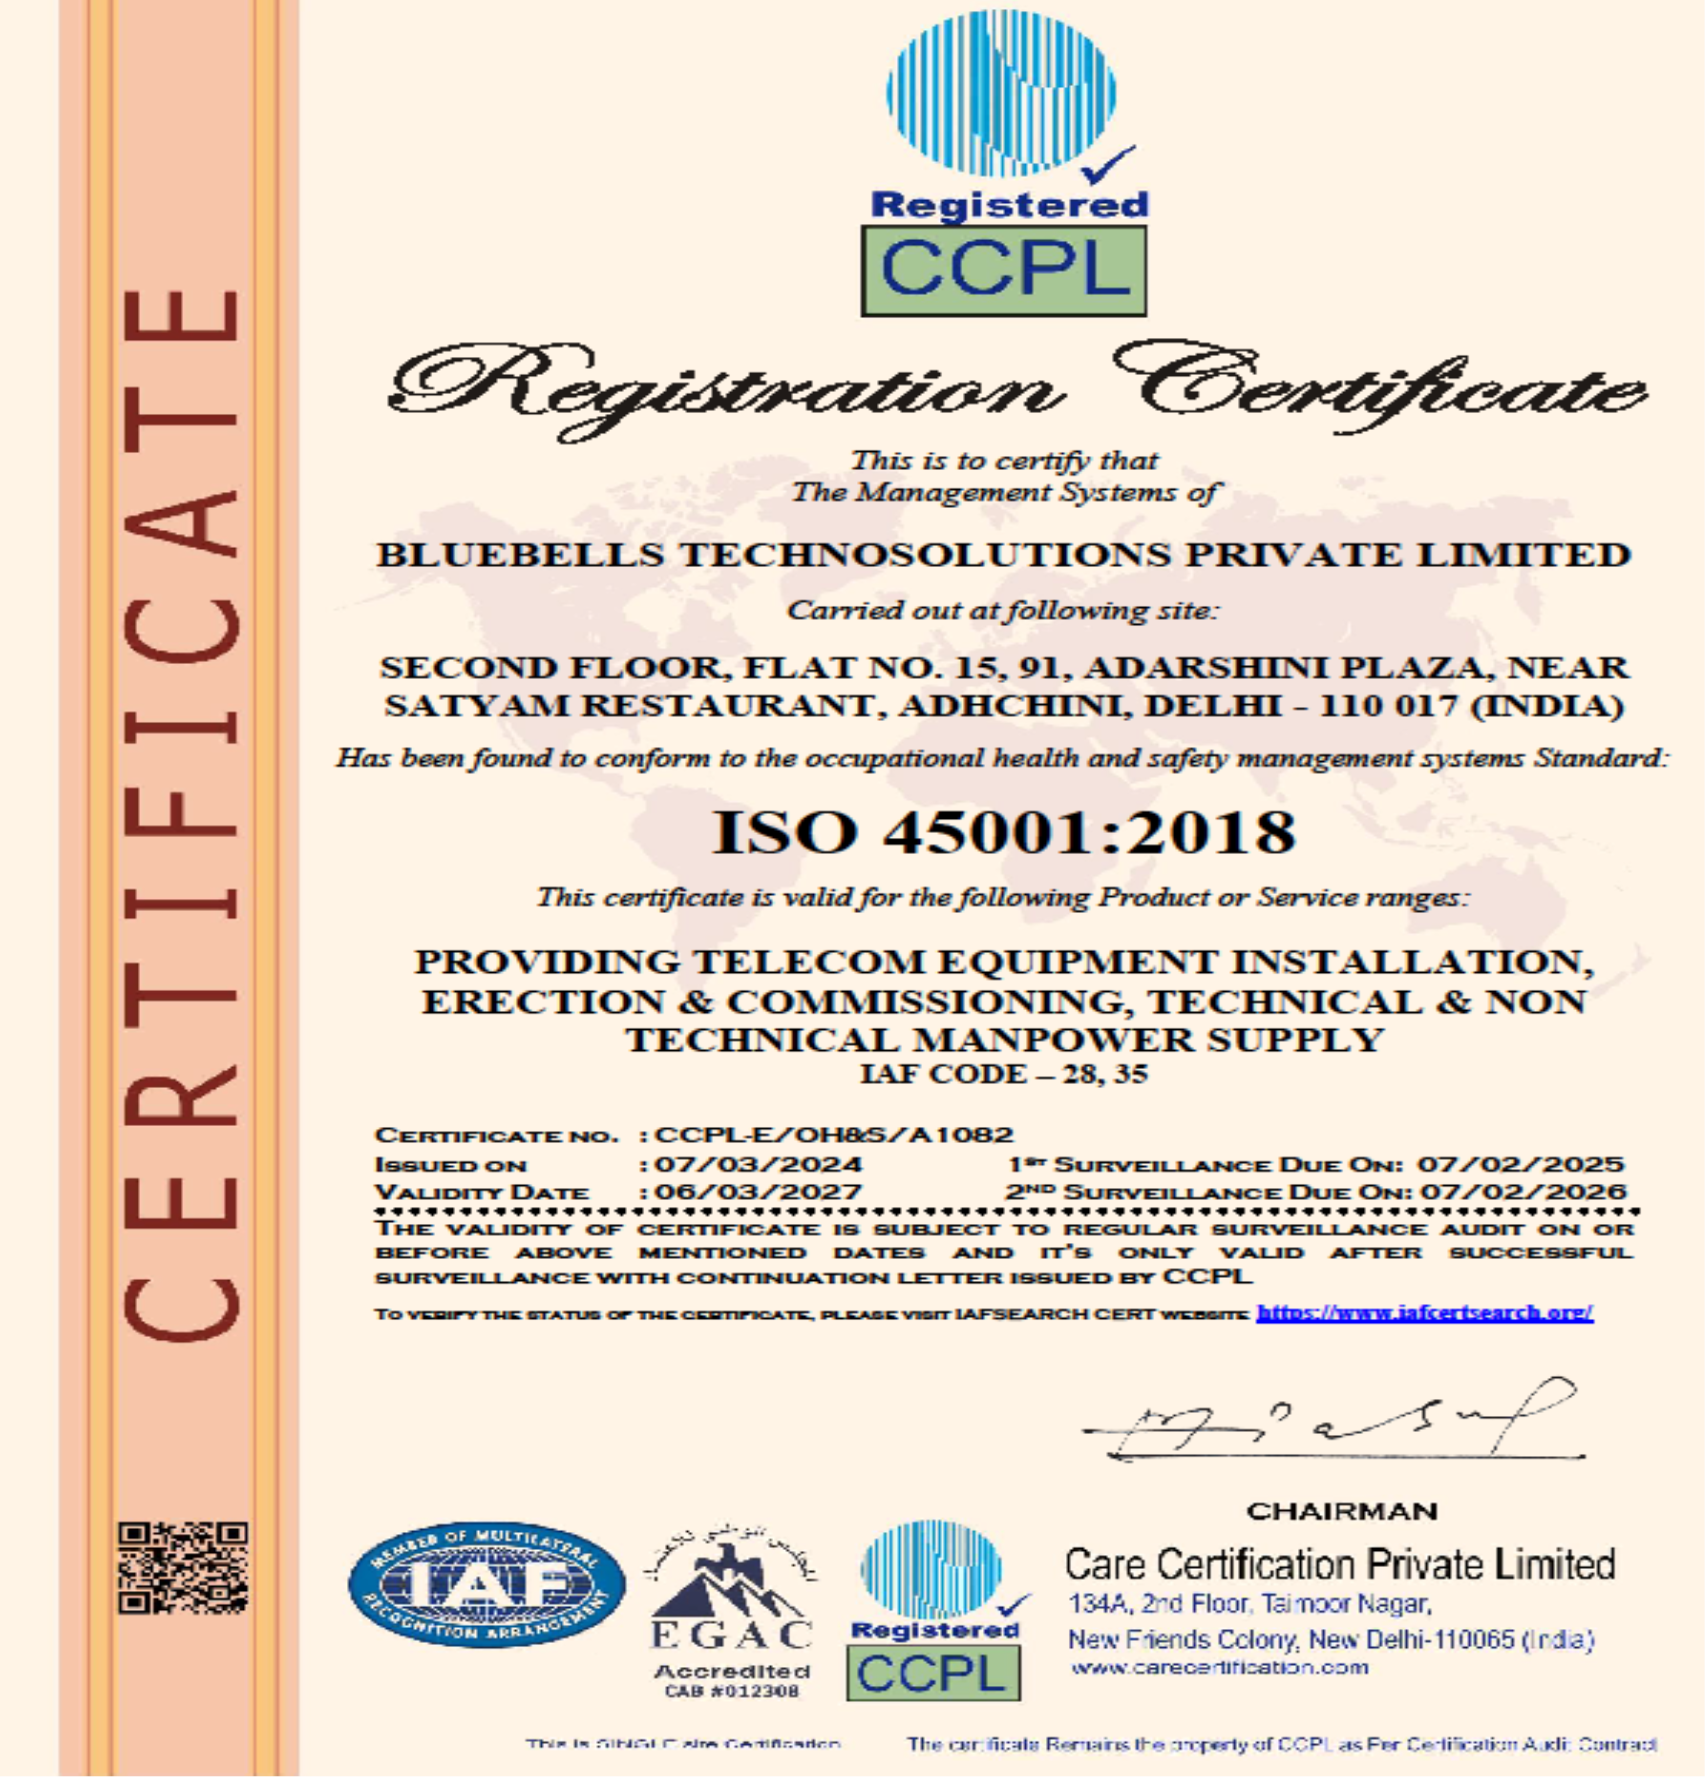 CERTIFICATE
Registered
CCPL
Registration Certificate
This is to certify that
The Management Systems of
BLUEBELLS TECHNOSOLUTIONS PRIVATE LIMITED
Carried out at following site:
SECOND FLOOR, FLAT NO. 15, 91, ADARSHINI PLAZA, NEAR
SATYAM RESTAURANT, ADHCHINI, DELHI - 110 017 (INDIA)
Has been found to conform to the occupational health and safety management systems Standard:
ISO 45001:2018
This certificate is valid for the following Product or Service ranges:
PROVIDING TELECOM EQUIPMENT INSTALLATION,
ERECTION & COMMISSIONING, TECHNICAL & NON
TECHNICAL MANPOWER SUPPLY
IAF CODE – 28, 35
CERTIFICATE NO. : CCPL-E/OH&S/A1082
ISSUED ON : 07/03/2024 1ST SURVEILLANCE DUE ON: 07/02/2025
VALIDITY DATE : 06/03/2027 2ND SURVEILLANCE DUE ON: 07/02/2026
THE VALIDITY OF CERTIFICATE IS SUBJECT TO REGULAR SURVEILLANCE AUDIT ON OR
BEFORE ABOVE MENTIONED DATES AND IT'S ONLY VALID AFTER SUCCESSFUL
SURVEILLANCE WITH CONTINUATION LETTER ISSUED BY CCPL
TO VERIFY THE STATUS OF THE CERTIFICATE, PLEASE VISIT IAFSEARCH CERT WEBSITE https://www.iafcertsearch.org/
CHAIRMAN
Care Certification Private Limited
134A, 2nd Floor, Taimoor Nagar,
New Friends Colony, New Delhi-110065 (India)
www.carecertification.com
MEMBER OF MULTILATERAL
IAF
RECOGNITION ARRANGEMENT
EGAC
Accredited
CAB #012308
Registered
CCPL
This is SINGLE site Certification
The certificate Remains the property of CCPL as Per Certification Audit Contract